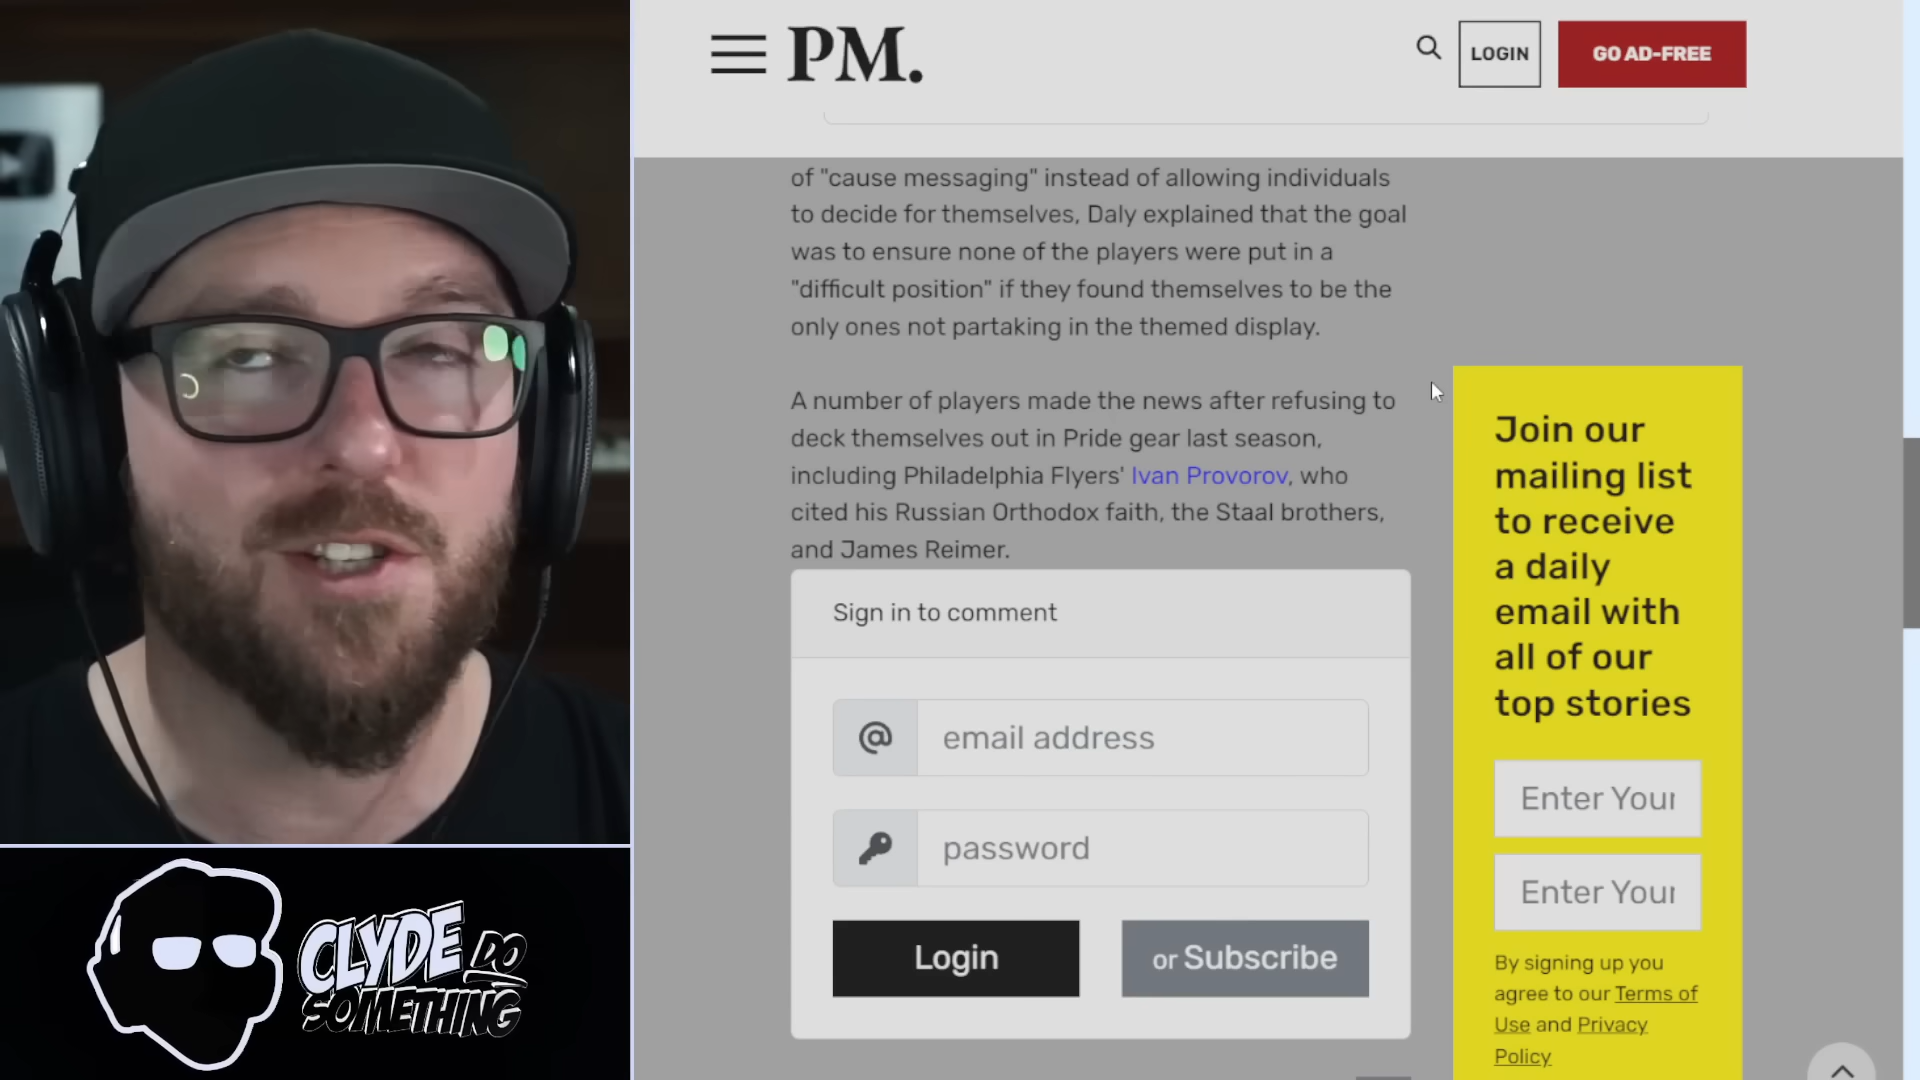 PM.
LOGIN
GO AD-FREE
of "cause messaging" instead of allowing individuals
to decide for themselves, Daly explained that the goal
was to ensure none of the players were put in a
"difficult position" if they found themselves to be the
only ones not partaking in the themed display.
A number of players made the news after refusing to
deck themselves out in Pride gear last season,
including Philadelphia Flyers' Ivan Provorov, who
cited his Russian Orthodox faith, the Staal brothers,
and James Reimer.
Sign in to comment
@ email address
password
Login
or Subscribe
Join our
mailing list
to receive
a daily
email with
all of our
top stories
Enter Your
Enter Your
By signing up you
agree to our Terms of
Use and Privacy
Policy
CLYDE DO
SOMETHING